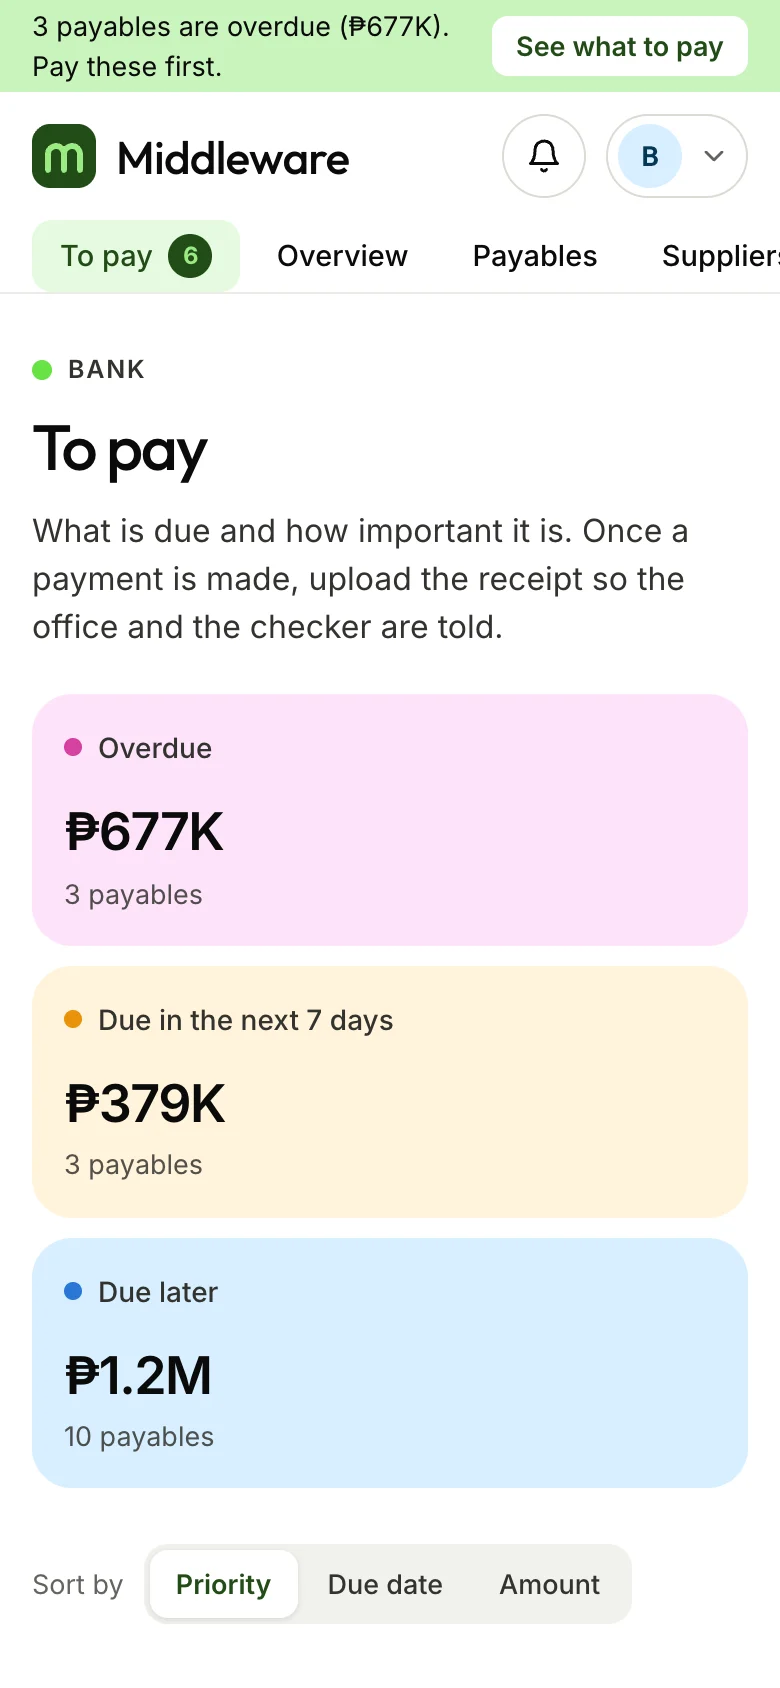 3 payables are overdue (₱677K).
Pay these first.
See what to pay
Middleware
B
To pay 6 Overview Payables Suppliers
BANK
To pay
What is due and how important it is. Once a
payment is made, upload the receipt so the
office and the checker are told.
Overdue
₱677K
3 payables
Due in the next 7 days
₱379K
3 payables
Due later
₱1.2M
10 payables
Sort by Priority Due date Amount